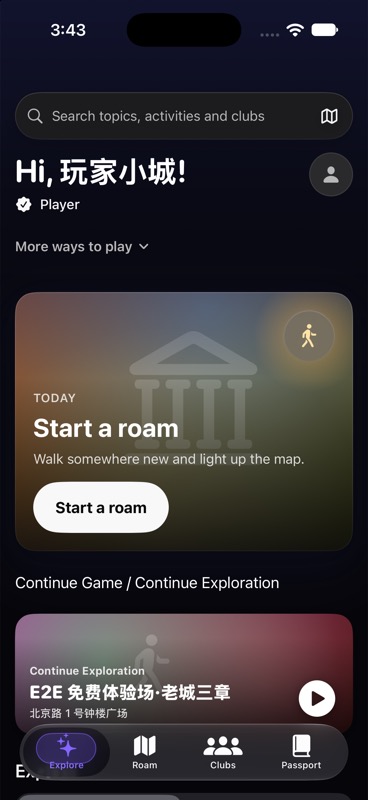 3:43
Search topics, activities and clubs
Hi, 玩家小城!
Player
More ways to play
TODAY
Start a roam
Walk somewhere new and light up the map.
Start a roam
Continue Game / Continue Exploration
Continue Exploration
E2E 免费体验场·老城三章
北京路 1 号钟楼广场
Explore
Roam
Clubs
Passport